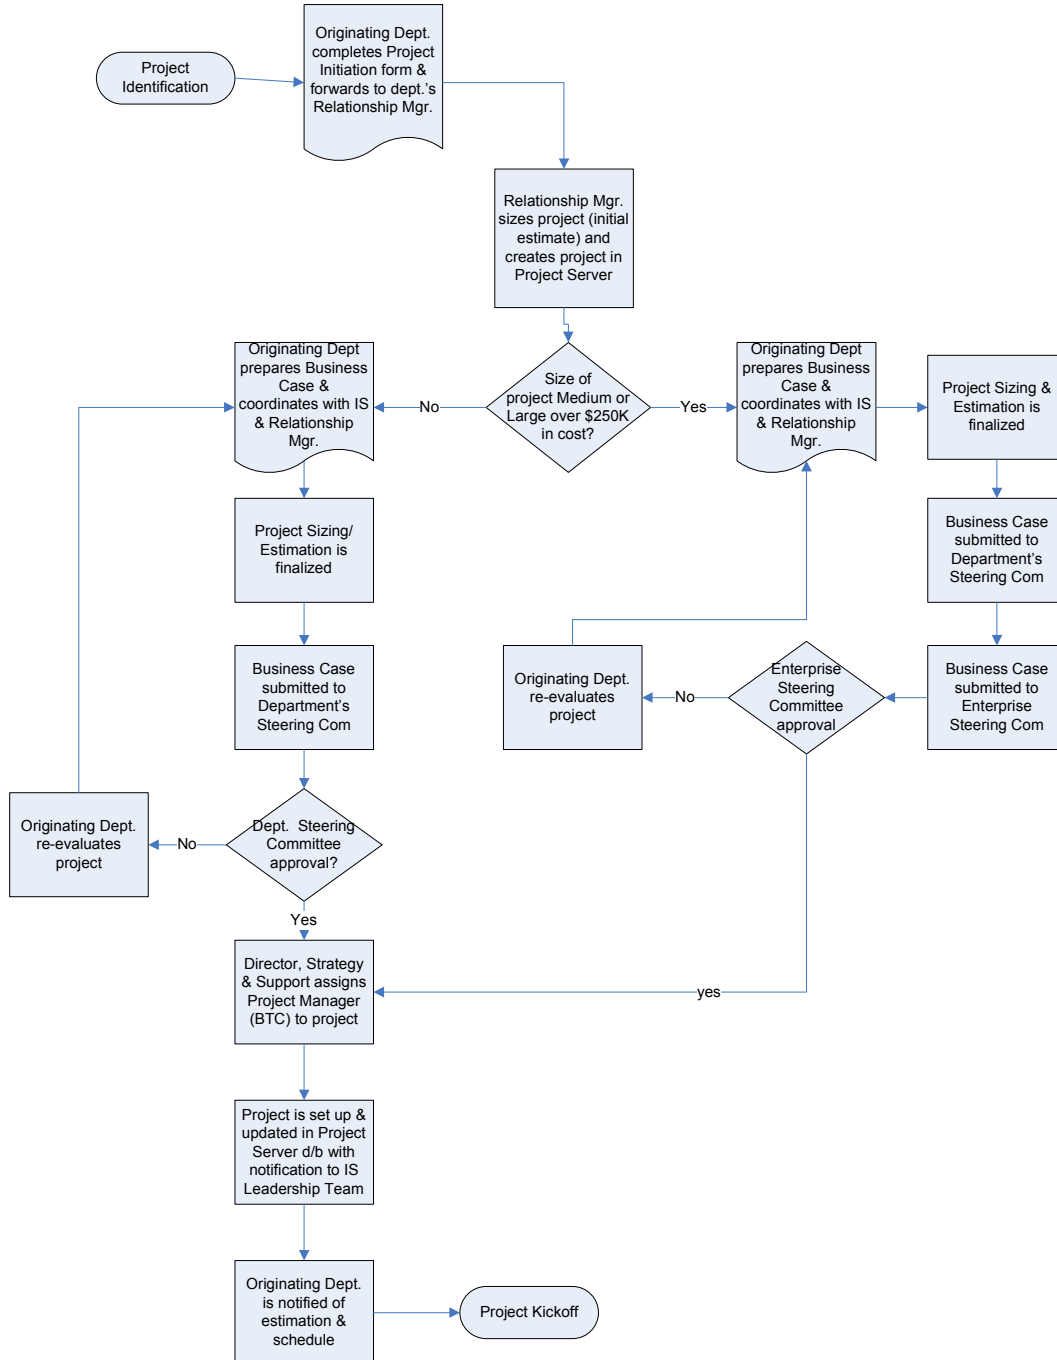 Project
Identification
Originating Dept.
completes Project
Initiation form &
forwards to dept.'s
Relationship Mgr.
Relationship Mgr.
sizes project (initial
estimate) and
creates project in
Project Server
Size of
project Medium or
Large over $250K
in cost?
No
Yes
Originating Dept
prepares Business
Case &
coordinates with IS
& Relationship
Mgr.
Project Sizing/
Estimation is
finalized
Business Case
submitted to
Department's
Steering Com
Dept.  Steering
Committee
approval?
No
Originating Dept.
re-evaluates
project
Yes
Originating Dept
prepares Business
Case &
coordinates with IS
& Relationship
Mgr.
Project Sizing &
Estimation is
finalized
Business Case
submitted to
Department's
Steering Com
Business Case
submitted to
Enterprise
Steering Com
Enterprise
Steering
Committee
approval
No
Originating Dept.
re-evaluates
project
yes
Director, Strategy
& Support assigns
Project Manager
(BTC) to project
Project is set up &
updated in Project
Server d/b with
notification to IS
Leadership Team
Originating Dept.
is notified of
estimation &
schedule
Project Kickoff